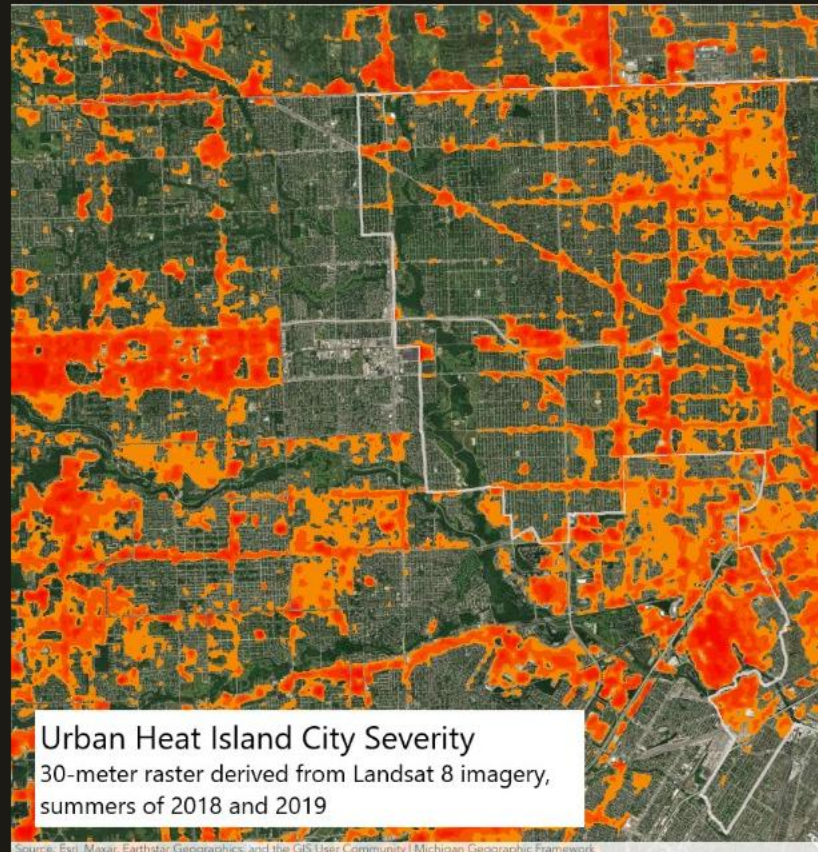 Urban Heat Island City Severity
30-meter raster derived from Landsat 8 imagery,
summers of 2018 and 2019
Source: Esri, Maxar, Earthstar Geographics, and the GIS User Community | Michigan Geographic Framework